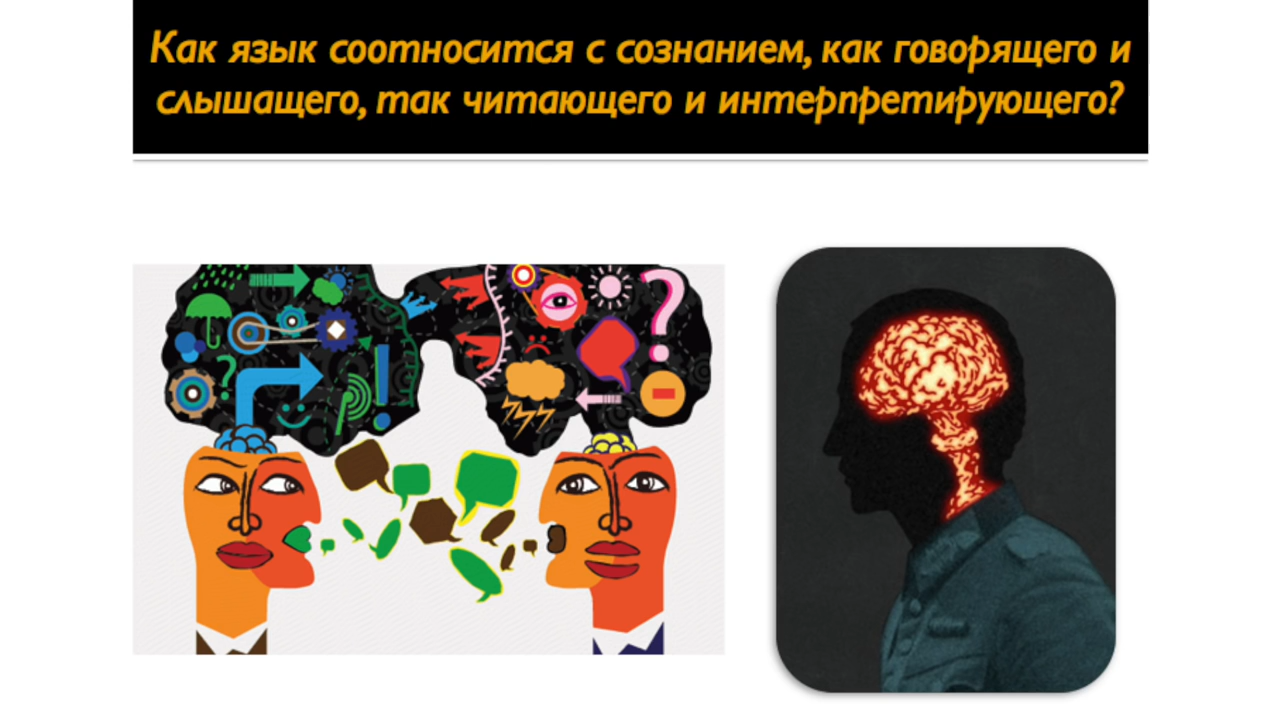 Как язык соотносится с сознанием, как говорящего и
слышащего, так читающего и интерпретирующего?